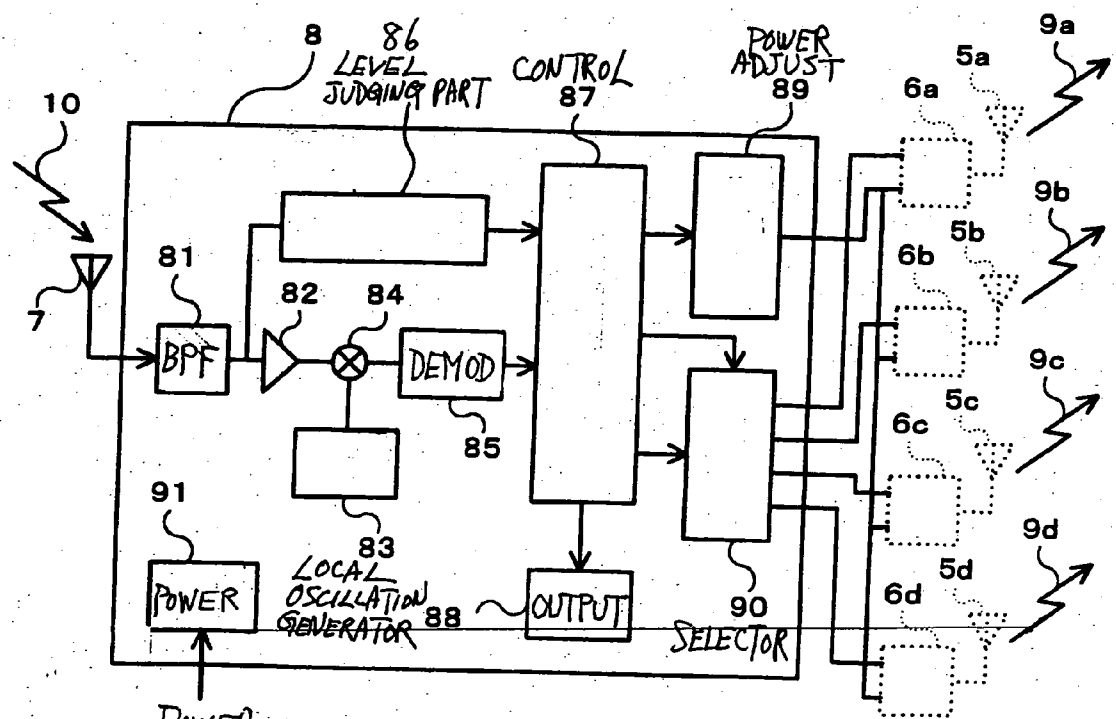 8
86
LEVEL
JUDGING PART
CONTROL
87
POWER
ADJUST
89
9a
5a
6a
10
9b
5b
6b
7
81
BPF
82
84
DEMOD
85
9c
5c
6c
83
LOCAL
OSCILLATION
GENERATOR
91
POWER
88
OUTPUT
90
SELECTOR
9d
5d
6d
POWER